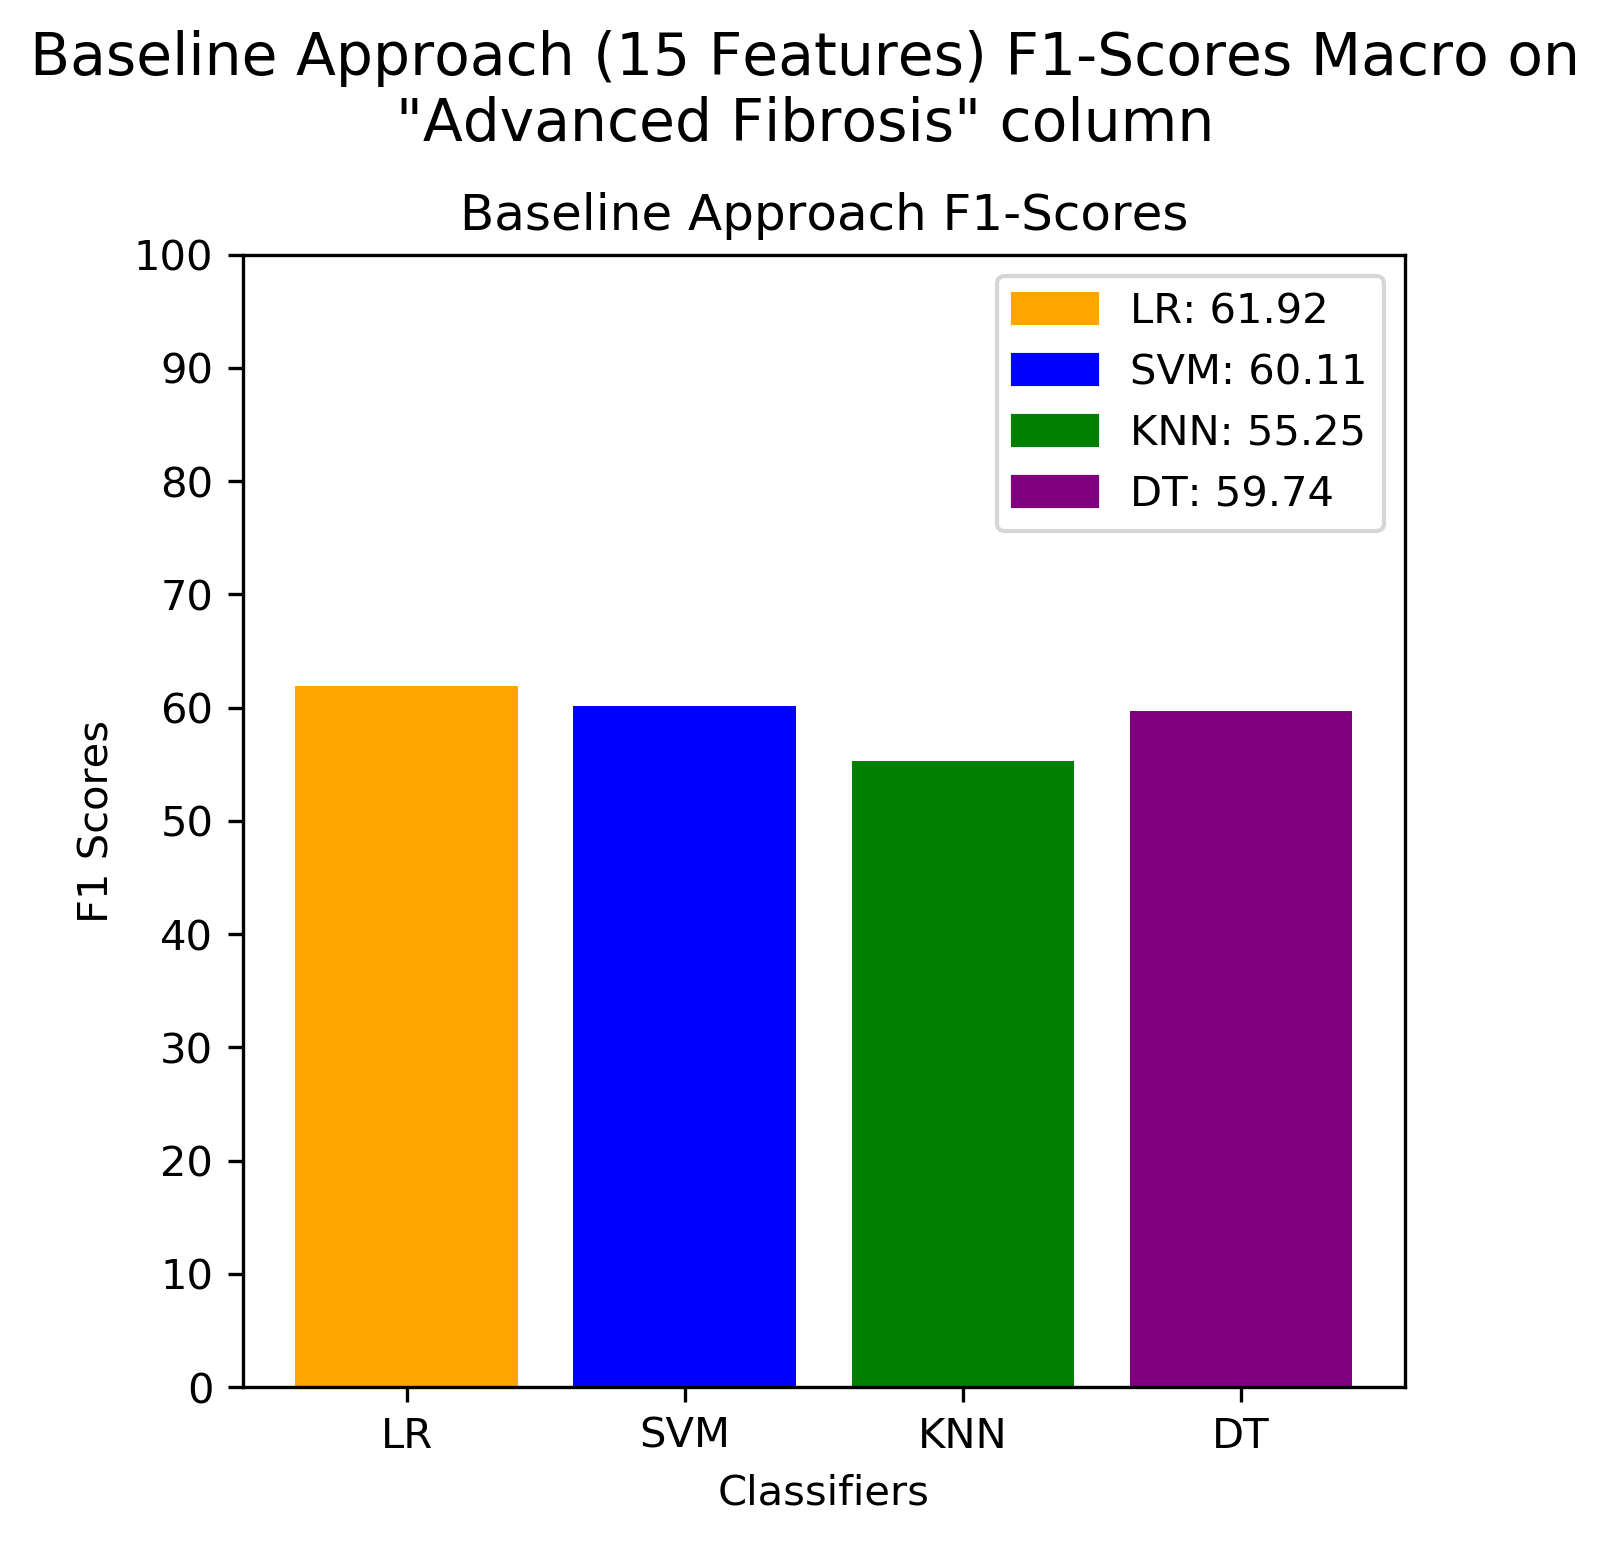 Baseline Approach (15 Features) F1-Scores Macro on
"Advanced Fibrosis" column
Baseline Approach F1-Scores
100
90
80
70
60
50
40
30
20
10
0
F1 Scores
LR: 61.92
SVM: 60.11
KNN: 55.25
DT: 59.74
LR
SVM
KNN
DT
Classifiers